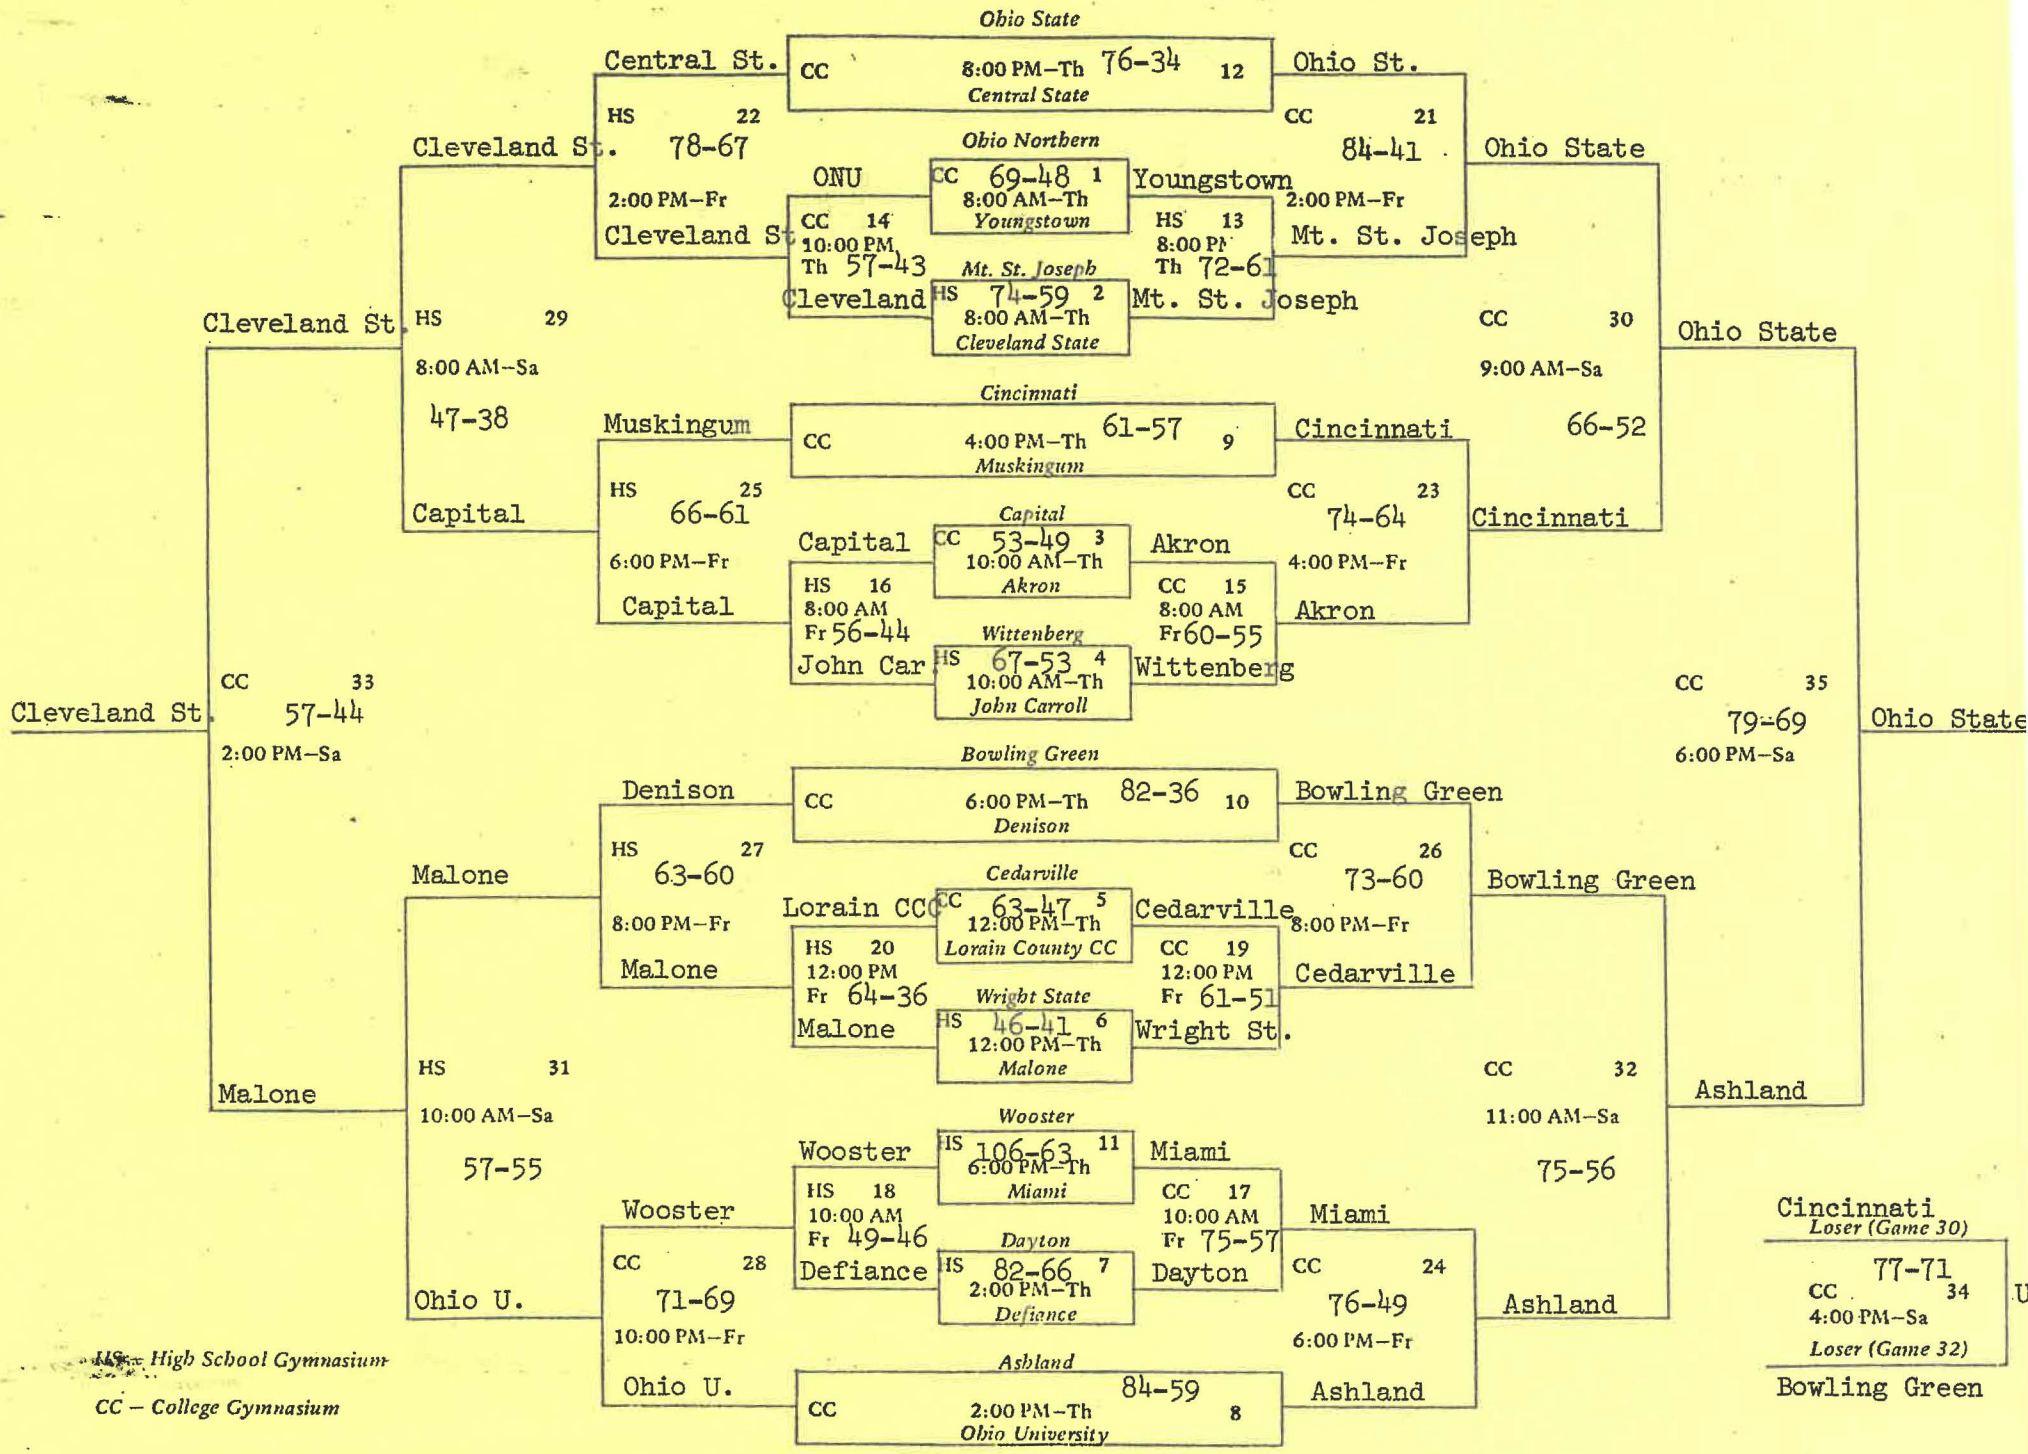 Ohio State
Central St.
CC 8:00 PM—Th 76-34 12
Central State
Ohio St.
HS 22
78-67
2:00 PM—Fr
Cleveland St.
Cleveland St
CC 21
84-41
2:00 PM—Fr
Ohio State
Ohio Northern
ONU
CC 69-48 1
8:00 AM—Th
Youngstown
Youngstown
CC 14
10:00 PM
Th 57-43
HS 13
8:00 PM
Th 72-61
Mt. St. Joseph
Mt. St. Joseph
Cleveland
HS 74-59 2
8:00 AM—Th
Cleveland State
Mt. St. Joseph
Cleveland St.
HS 29
8:00 AM—Sa
47-38
CC 30
9:00 AM—Sa
66-52
Ohio State
Cincinnati
Muskingum
CC 4:00 PM—Th 61-57 9
Muskingum
Cincinnati
HS 25
66-61
6:00 PM—Fr
Capital
Capital
CC 23
74-64
4:00 PM—Fr
Cincinnati
Capital
Capital
CC 53-49 3
10:00 AM—Th
Akron
Akron
HS 16
8:00 AM
Fr 56-44
CC 15
8:00 AM
Fr 60-55
Akron
Wittenberg
John Car.
HS 67-53 4
10:00 AM—Th
John Carroll
Wittenberg
Cleveland St.
CC 33
57-44
2:00 PM—Sa
CC 35
79-69
6:00 PM—Sa
Ohio State
Bowling Green
Denison
CC 6:00 PM—Th 82-36 10
Denison
Bowling Green
HS 27
63-60
8:00 PM—Fr
Malone
Malone
CC 26
73-60
8:00 PM—Fr
Bowling Green
Cedarville
Lorain CC
CC 63-47 5
12:00 PM—Th
Lorain County CC
Cedarville
HS 20
12:00 PM
Fr 64-36
CC 19
12:00 PM
Fr 61-51
Cedarville
Wright State
Malone
HS 46-41 6
12:00 PM—Th
Malone
Wright St.
Malone
HS 31
10:00 AM—Sa
57-55
CC 32
11:00 AM—Sa
75-56
Ashland
Wooster
Wooster
HS 106-63 11
6:00 PM—Th
Miami
Miami
HS 18
10:00 AM
Fr 49-46
CC 17
10:00 AM
Fr 75-57
Wooster
Miami
Dayton
Defiance
HS 82-66 7
2:00 PM—Th
Defiance
Dayton
CC 28
71-69
10:00 PM—Fr
Ohio U.
CC 24
76-49
6:00 PM—Fr
Ashland
Ashland
Ohio U.
84-59
CC 2:00 PM—Th 8
Ohio University
Ashland
Cincinnati
Loser (Game 30)
77-71
CC 34
4:00 PM—Sa
Loser (Game 32)
Bowling Green
HS — High School Gymnasium
CC — College Gymnasium